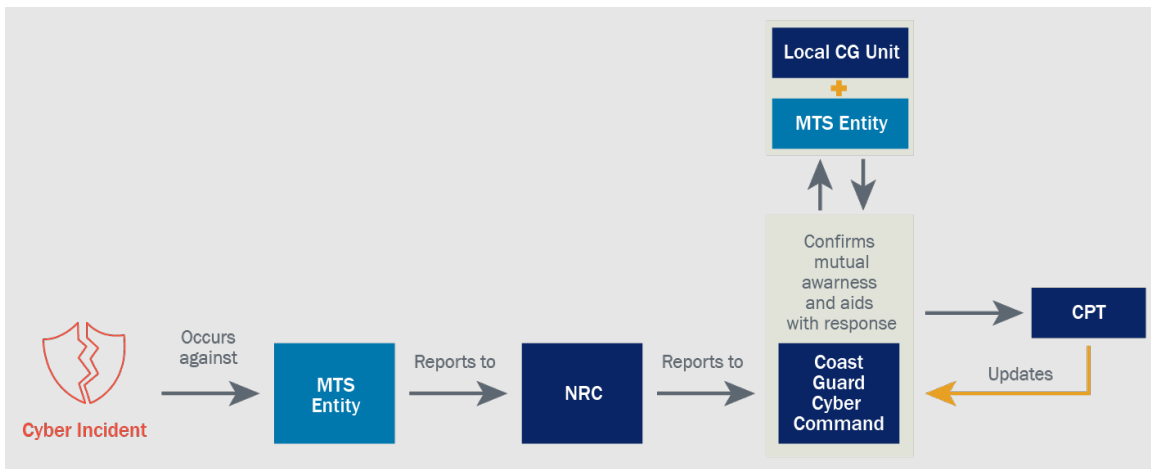 Local CG Unit
MTS Entity
Confirms
mutual
awarness
and aids
with response
CPT
Occurs
against
Reports to
Reports to
Updates
MTS
Entity
NRC
Coast
Guard
Cyber
Command
Cyber Incident